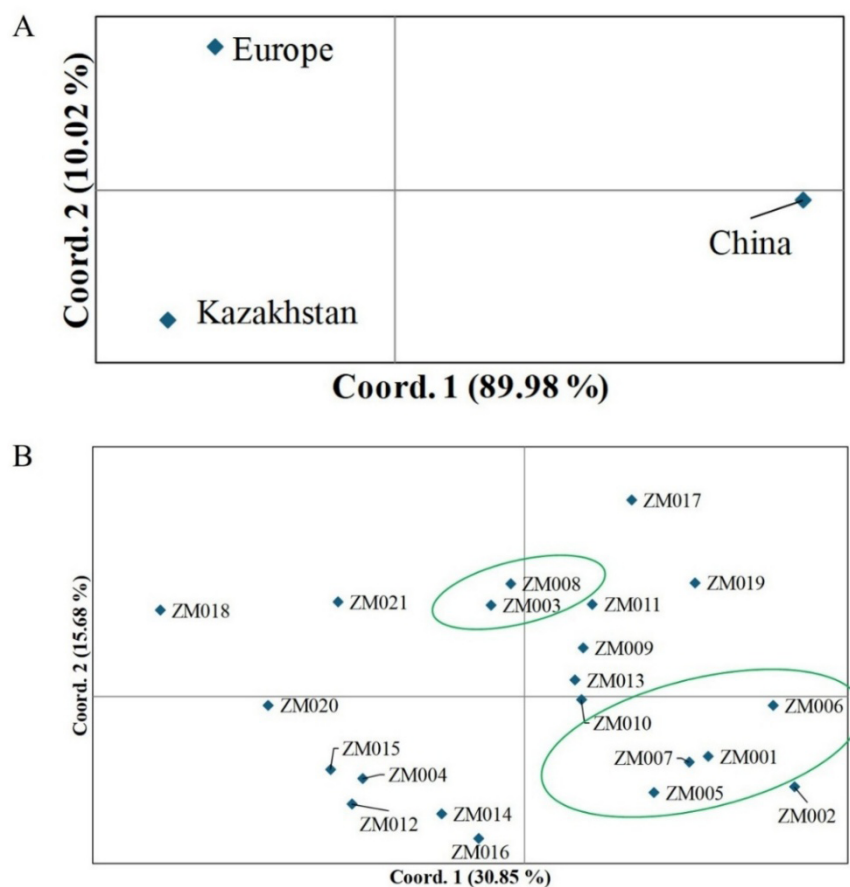 A
Europe
China
Kazakhstan
Coord. 2 (10.02 %)
Coord. 1 (89.98 %)
B
ZM017
ZM008
ZM019
ZM018
ZM021
ZM003
ZM011
ZM009
ZM013
ZM020
ZM010
ZM006
ZM015
ZM004
ZM007
ZM001
ZM005
ZM012
ZM014
ZM002
ZM016
Coord. 2 (15.68 %)
Coord. 1 (30.85 %)